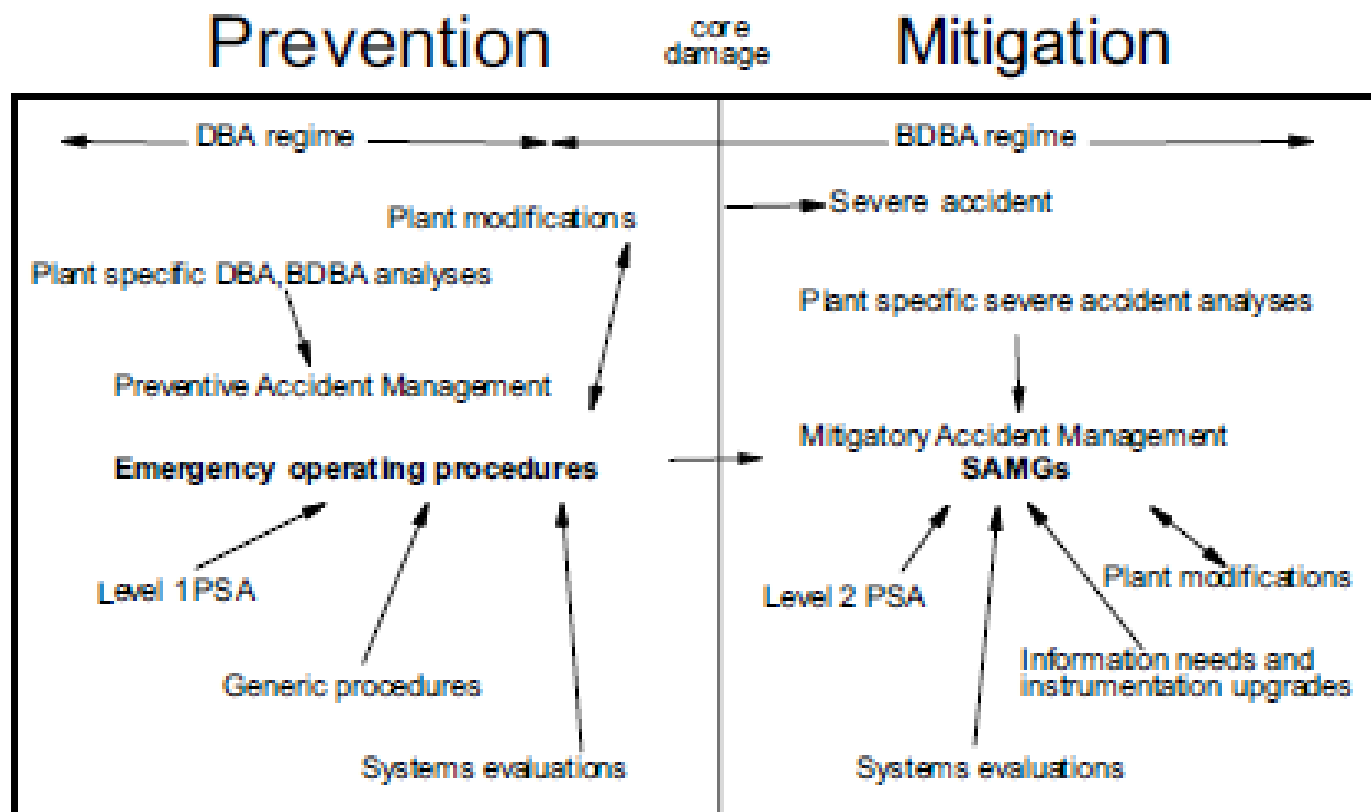 Prevention
core
damage
Mitigation
DBA regime
BDBA regime
Plant modifications
Severe accident
Plant specific DBA,BDBA analyses
Plant specific severe accident analyses
Preventive Accident Management
Emergency operating procedures
Mitigatory Accident Management
SAMGs
Level 1 PSA
Generic procedures
Systems evaluations
Level 2 PSA
Plant modifications
Information needs and
instrumentation upgrades
Systems evaluations